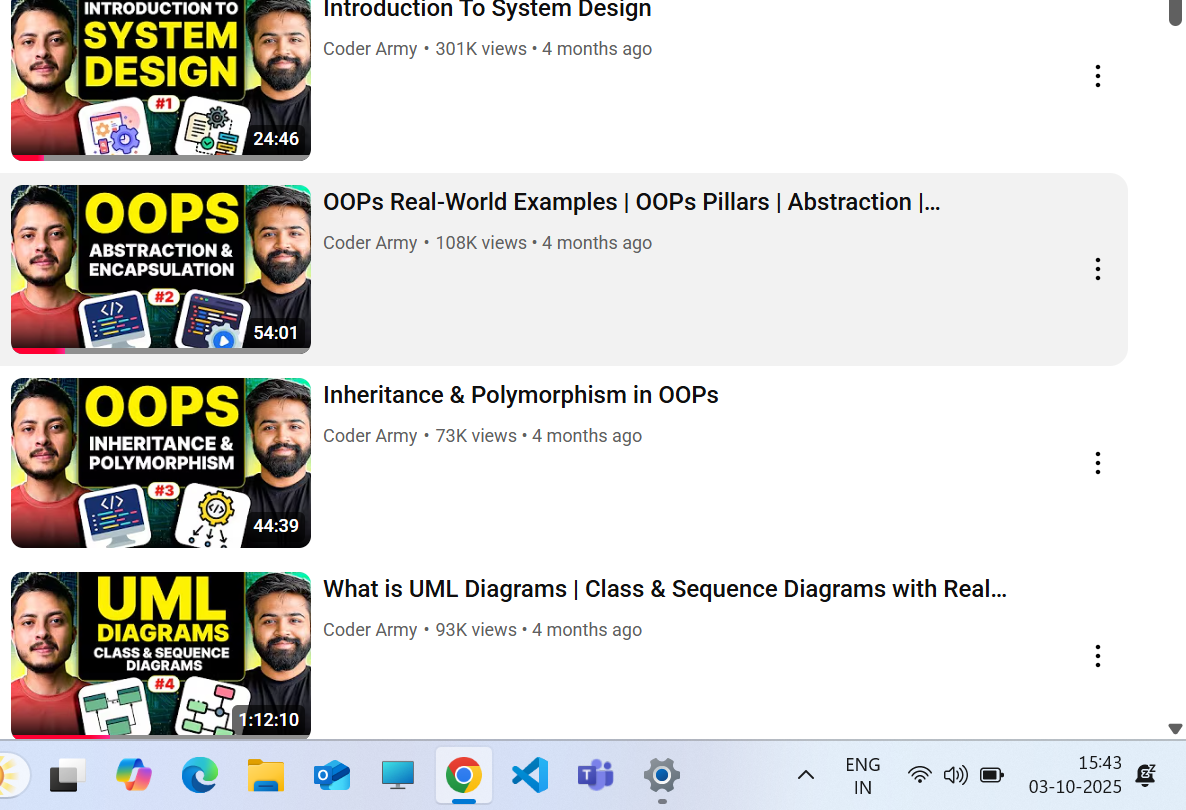 INTRODUCTION TO
SYSTEM
DESIGN
#1
24:46
Introduction To System Design
Coder Army • 301K views • 4 months ago
OOPS
ABSTRACTION &
ENCAPSULATION
#2
</>
54:01
OOPs Real-World Examples | OOPs Pillars | Abstraction |...
Coder Army • 108K views • 4 months ago
OOPS
INHERITANCE &
POLYMORPHISM
#3
</>
</>
44:39
Inheritance & Polymorphism in OOPs
Coder Army • 73K views • 4 months ago
UML
DIAGRAMS
CLASS & SEQUENCE
DIAGRAMS
#4
1:12:10
What is UML Diagrams | Class & Sequence Diagrams with Real...
Coder Army • 93K views • 4 months ago
ENG
IN
15:43
03-10-2025